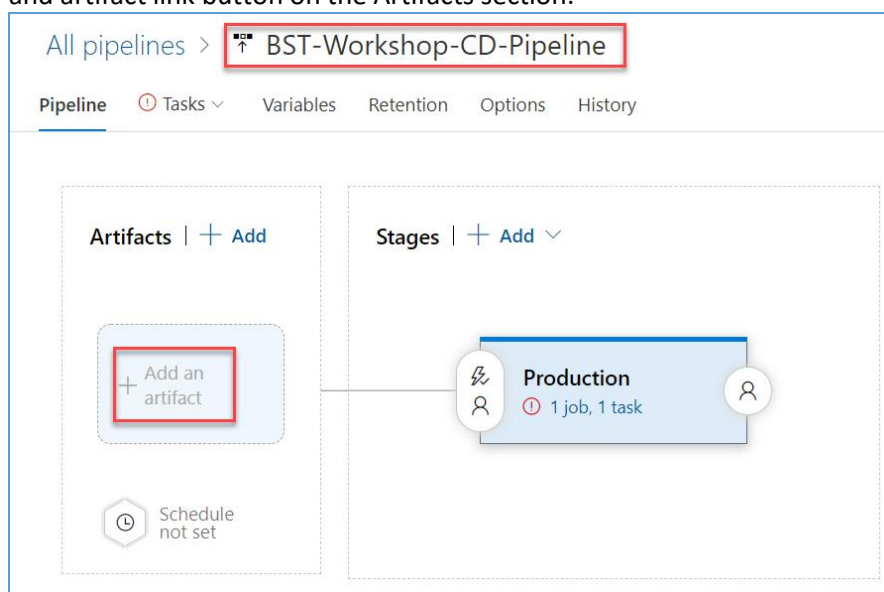 and artifact link button on the Artifacts section.
All pipelines > BST-Workshop-CD-Pipeline
Pipeline Tasks Variables Retention Options History
Artifacts | + Add
Stages | + Add
+ Add an
artifact
Production
1 job, 1 task
Schedule
not set